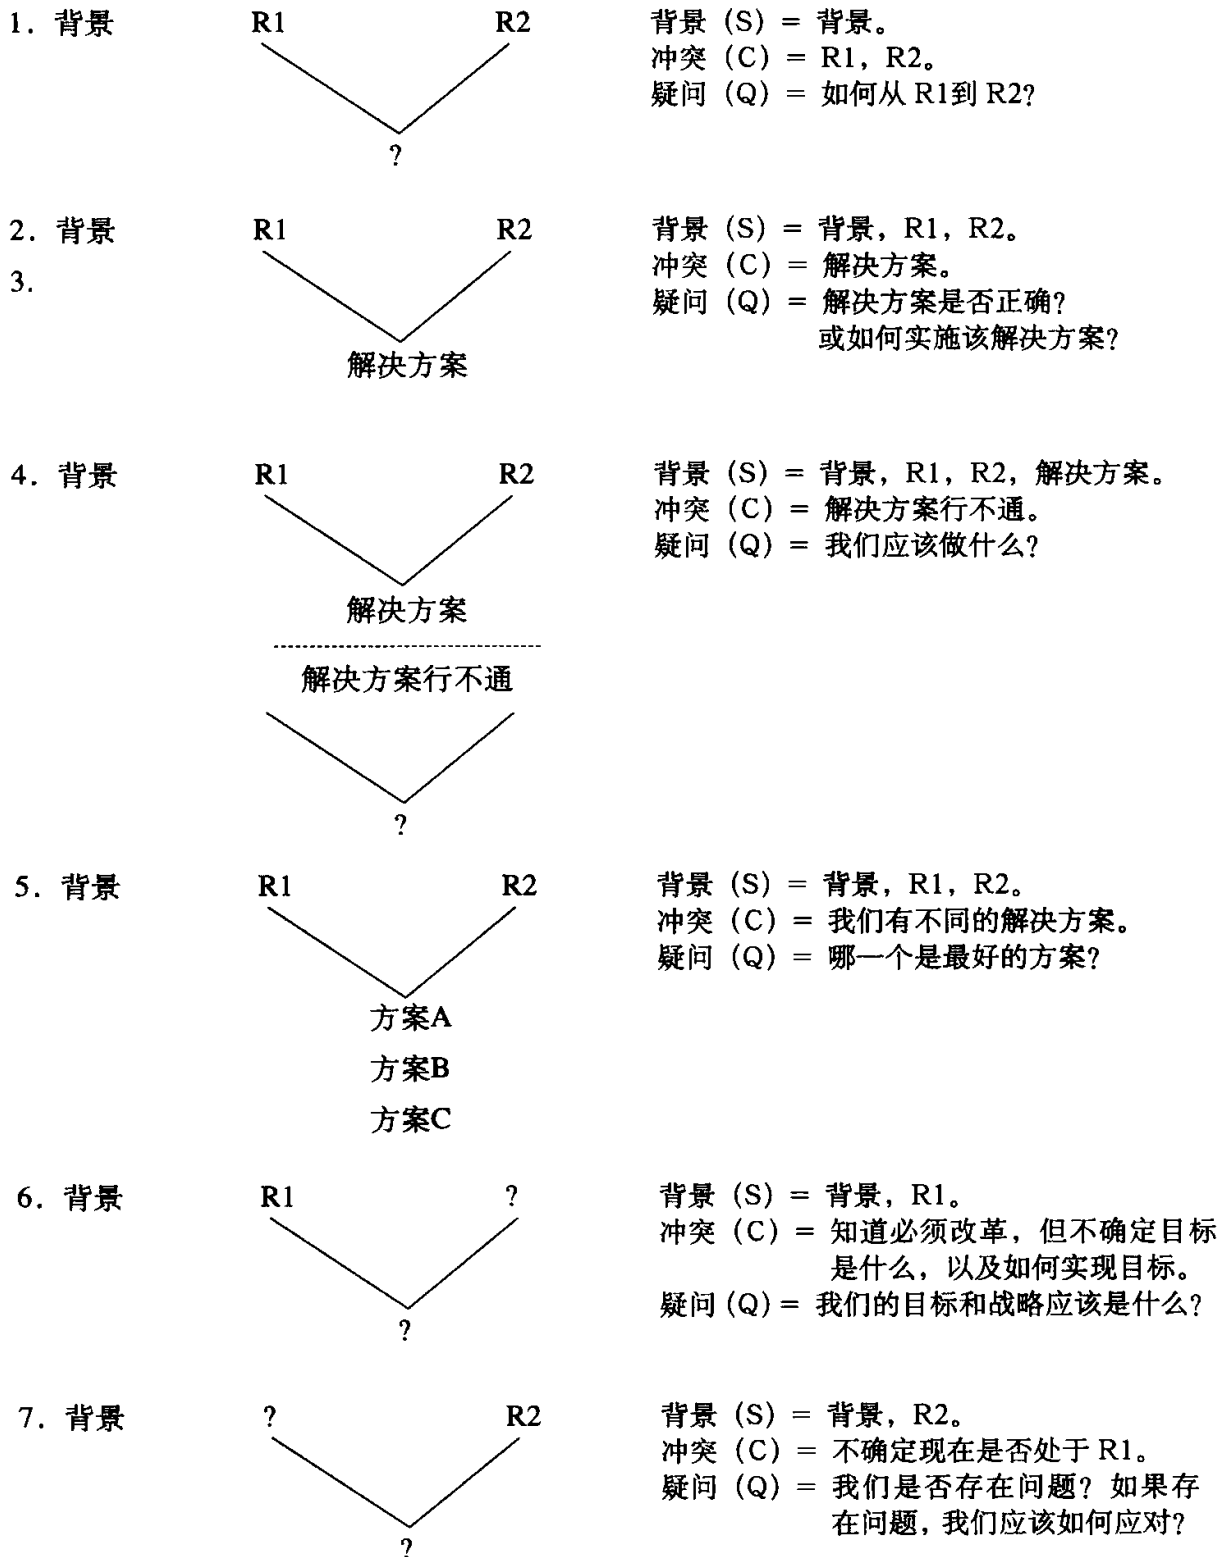 1. 背景 R1 R2 背景（S）= 背景。
冲突（C）= R1，R2。
疑问（Q）= 如何从 R1到 R2？
?
2. 背景 R1 R2 背景（S）= 背景，R1，R2。
3. 冲突（C）= 解决方案。
疑问（Q）= 解决方案是否正确？
或如何实施该解决方案？
解决方案
4. 背景 R1 R2 背景（S）= 背景，R1，R2，解决方案。
冲突（C）= 解决方案行不通。
疑问（Q）= 我们应该做什么？
解决方案
解决方案行不通
?
5. 背景 R1 R2 背景（S）= 背景，R1，R2。
冲突（C）= 我们有不同的解决方案。
疑问（Q）= 哪一个是最好的方案？
方案A
方案B
方案C
6. 背景 R1 ? 背景（S）= 背景，R1。
冲突（C）= 知道必须改革，但不确定目标
是什么，以及如何实现目标。
疑问（Q）= 我们的目标和战略应该是什么？
?
7. 背景 ? R2 背景（S）= 背景，R2。
冲突（C）= 不确定现在是否处于 R1。
疑问（Q）= 我们是否存在问题？如果存
在问题，我们应该如何应对？
?